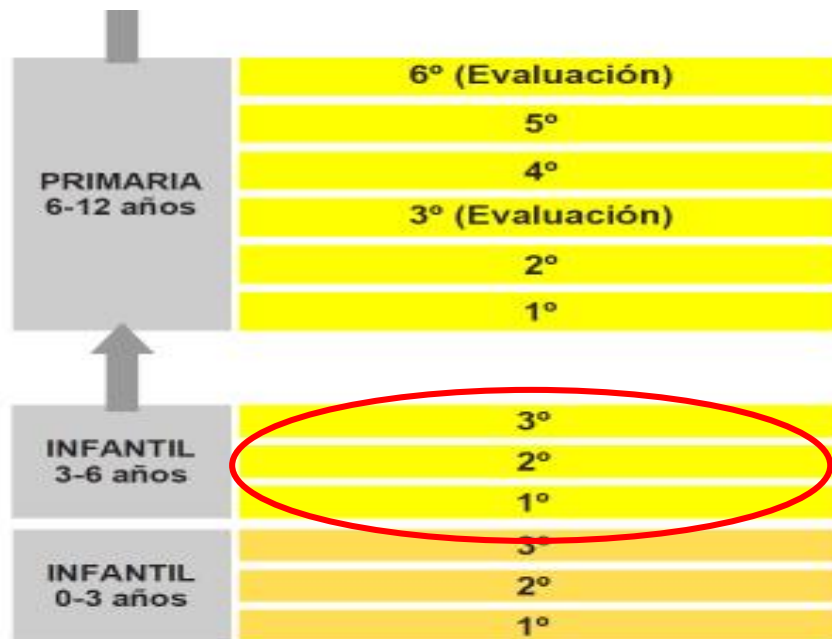 PRIMARIA
6-12 años
6º (Evaluación)
5º
4º
3º (Evaluación)
2º
1º
INFANTIL
3-6 años
3º
2º
1º
INFANTIL
0-3 años
3º
2º
1º